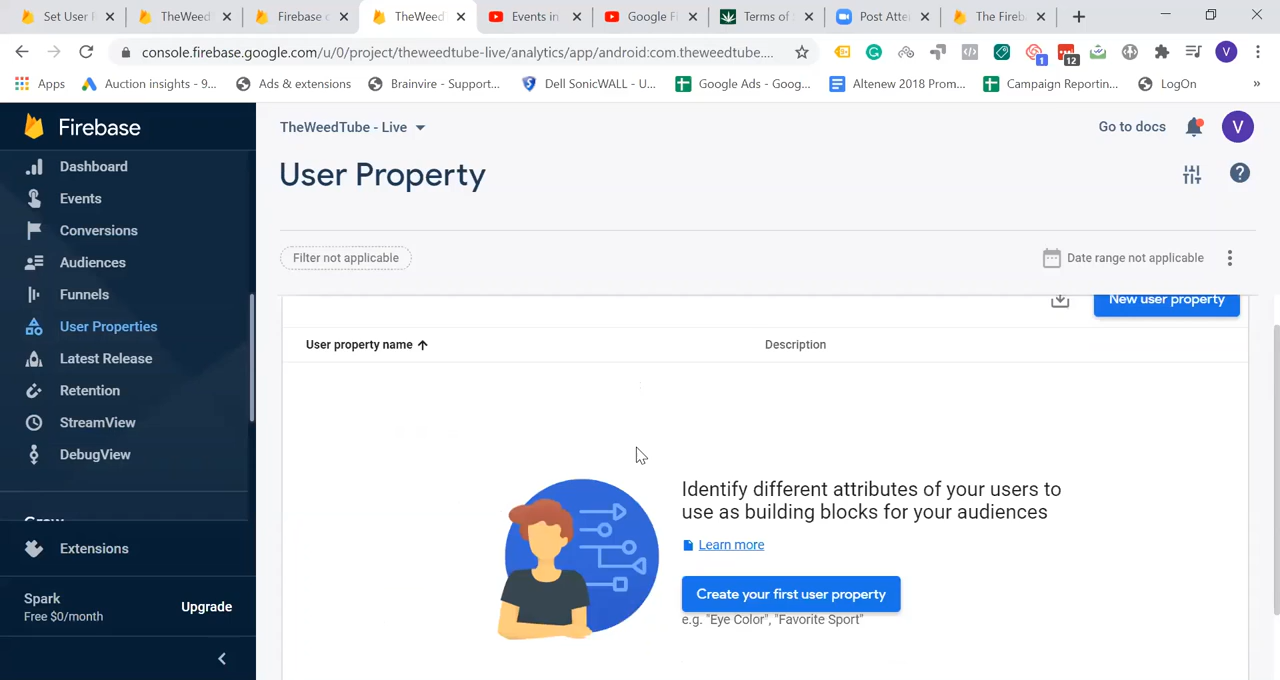 Set User P
TheWeedT
Firebase c
TheWeedT
Events in
Google Fi
Terms of
Post Atte
The Fireb
console.firebase.google.com/u/0/project/theweedtube-live/analytics/app/android:com.theweedtube....
V
1
12
Apps
Auction insights - 9...
Ads & extensions
Brainvire - Support...
Dell SonicWALL - U...
Google Ads - Goog...
Altenew 2018 Prom...
Campaign Reportin...
LogOn
»
Firebase
TheWeedTube - Live
Go to docs
V
User Property
Dashboard
Events
Conversions
Audiences
Funnels
User Properties
Latest Release
Retention
StreamView
DebugView
Grow
Extensions
Spark
Free $0/month
Upgrade
Filter not applicable
Date range not applicable
New user property
User property name
Description
Identify different attributes of your users to
use as building blocks for your audiences
Learn more
Create your first user property
e.g. "Eye Color", "Favorite Sport"